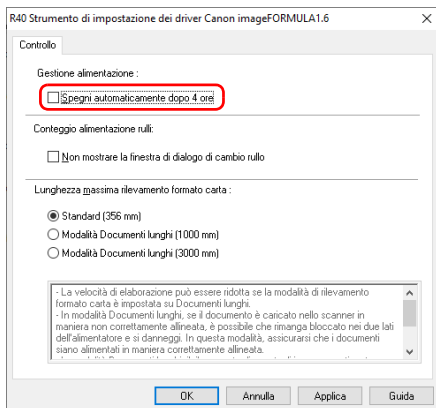 R40 Strumento di impostazione dei driver Canon imageFORMULA1.6
Controllo
Gestione alimentazione :
Spegni automaticamente dopo 4 ore
Conteggio alimentazione rulli:
Non mostrare la finestra di dialogo di cambio rullo
Lunghezza massima rilevamento formato carta :
Standard (356 mm)
Modalità Documenti lunghi (1000 mm)
Modalità Documenti lunghi (3000 mm)
- La velocità di elaborazione può essere ridotta se la modalità di rilevamento
formato carta è impostata su Documenti lunghi.
- In modalità Documenti lunghi, se il documento è caricato nello scanner in
maniera non correttamente allineata, è possibile che rimanga bloccato nei due lati
dell'alimentatore e si danneggi. In questa modalità, assicurarsi che i documenti
siano alimentati in maniera correttamente allineata.
OK Annulla Applica Guida